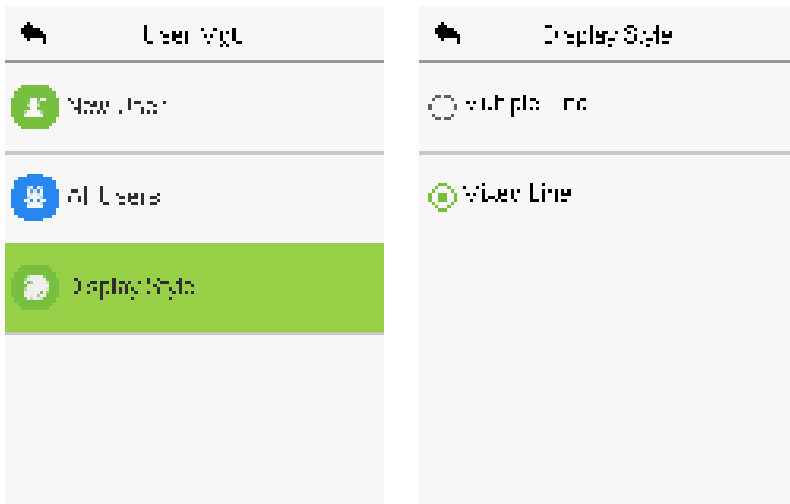 User Mgt.
New User
All Users
Display Style
Display Style
Multiple Line
Mixed Line